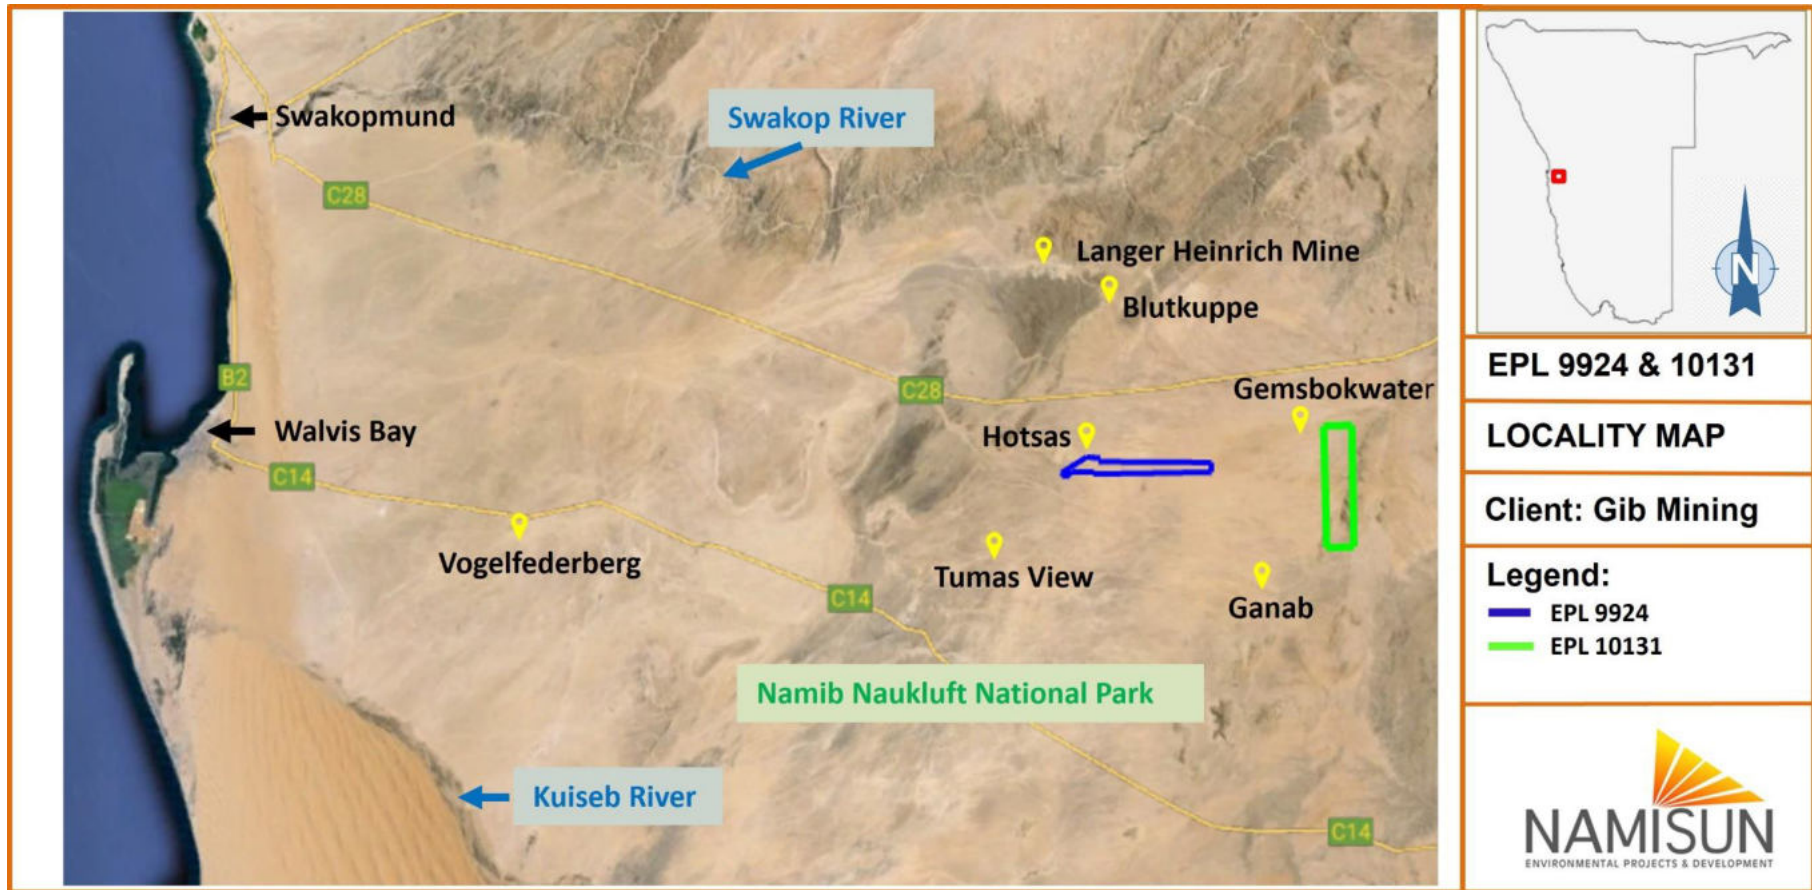 Swakopmund
Swakop River
C28
Langer Heinrich Mine
Blutkuppe
B2
C28
Gemsbokwater
Walvis Bay
Hotsas
C14
Vogelfederberg
Tumas View
C14
Ganab
Namib Naukluft National Park
Kuiseb River
C14
N
EPL 9924 & 10131
LOCALITY MAP
Client: Gib Mining
Legend:
EPL 9924
EPL 10131
NAMISUN
ENVIRONMENTAL PROJECTS & DEVELOPMENT